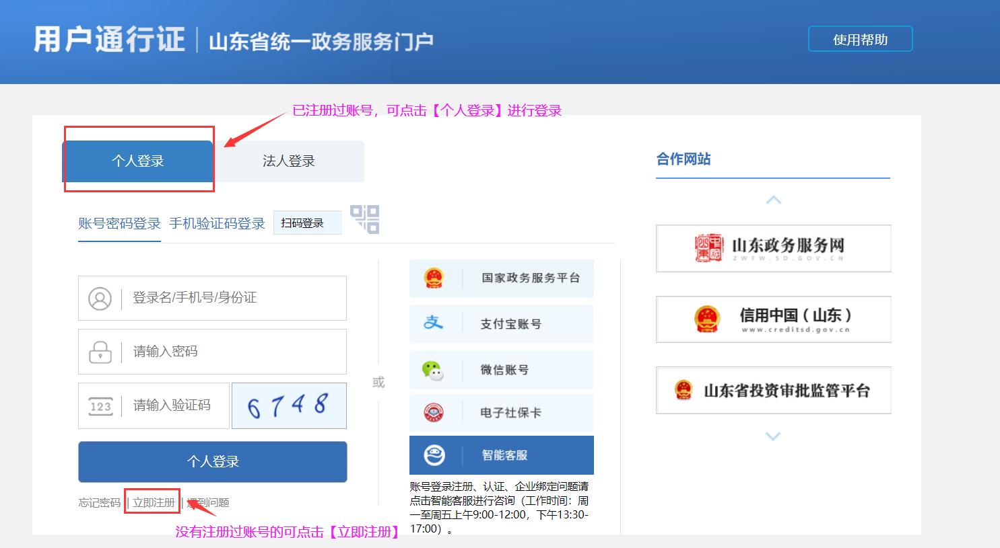 用户通行证 | 山东省统一政务服务门户
使用帮助
已注册过账号，可点击【个人登录】进行登录
个人登录
法人登录
账号密码登录
手机验证码登录
扫码登录
登录名/手机号/身份证
请输入密码
123
请输入验证码
6748
个人登录
忘记密码 | 立即注册 | 遇到问题
没有注册过账号的可点击【立即注册】
或
国家政务服务平台
支
支付宝账号
微信账号
电子社保卡
智能客服
账号登录注册、认证、企业绑定问题请
点击智能客服进行咨询（工作时间：周
一至周五上午9:00-12:00，下午13:30-
17:00）。
合作网站
山东政务服务网
ZWFW.SD.GOV.CN
信用中国（山东）
www.creditsd.gov.cn
山东省投资审批监管平台